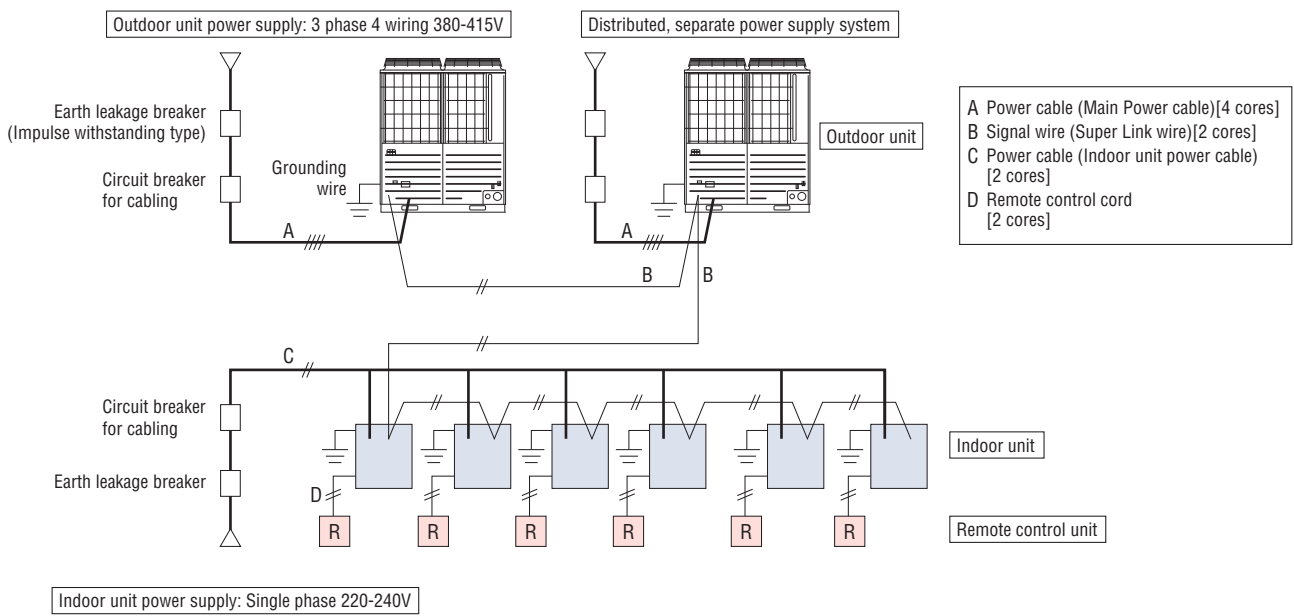 Outdoor unit power supply: 3 phase 4 wiring 380-415V
Distributed, separate power supply system
Earth leakage breaker
(Impulse withstanding type)
Circuit breaker
for cabling
Grounding
wire
Outdoor unit
A Power cable (Main Power cable)[4 cores]
B Signal wire (Super Link wire)[2 cores]
C Power cable (Indoor unit power cable)
[2 cores]
D Remote control cord
[2 cores]
A
A
B
B
C
Circuit breaker
for cabling
Earth leakage breaker
Indoor unit
D
R
R
R
R
R
R
Remote control unit
Indoor unit power supply: Single phase 220-240V